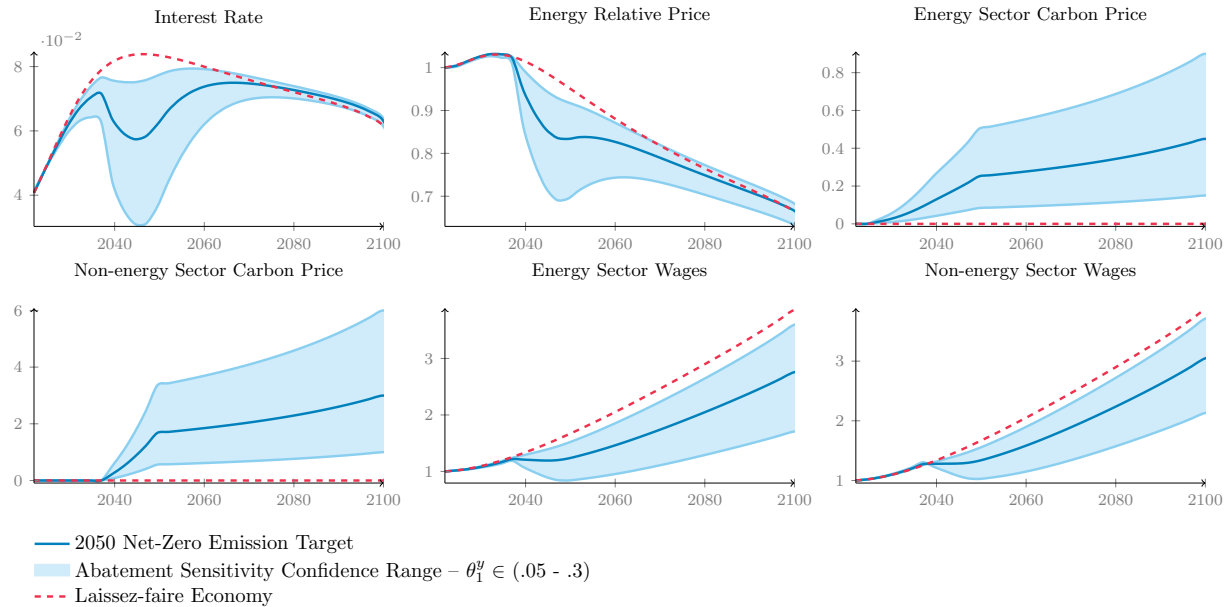 Interest Rate
Energy Relative Price
Energy Sector Carbon Price
·10⁻²
8
6
4
2040 2060 2080 2100
1
0.9
0.8
0.7
2040 2060 2080 2100
0.8
0.6
0.4
0.2
0
2040 2060 2080 2100
Non-energy Sector Carbon Price
Energy Sector Wages
Non-energy Sector Wages
6
4
2
0
2040 2060 2080 2100
3
2
1
2040 2060 2080 2100
3
2
1
2040 2060 2080 2100
2050 Net-Zero Emission Target
Abatement Sensitivity Confidence Range – θ₁ʸ ∈ (.05 - .3)
Laissez-faire Economy